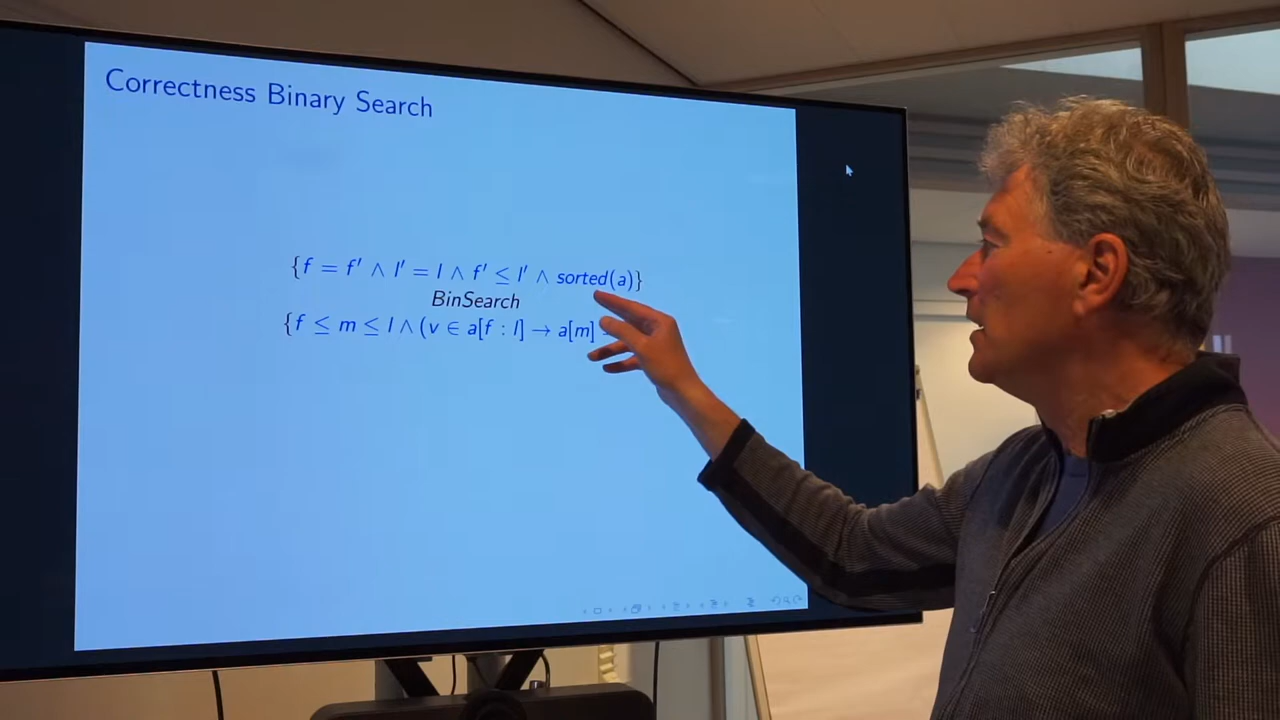 Correctness Binary Search
{f = f′ ∧ l′ = l ∧ f′ ≤ l′ ∧ sorted(a)}
BinSearch
{f ≤ m ≤ l ∧ (v ∈ a[f : l] → a[m]